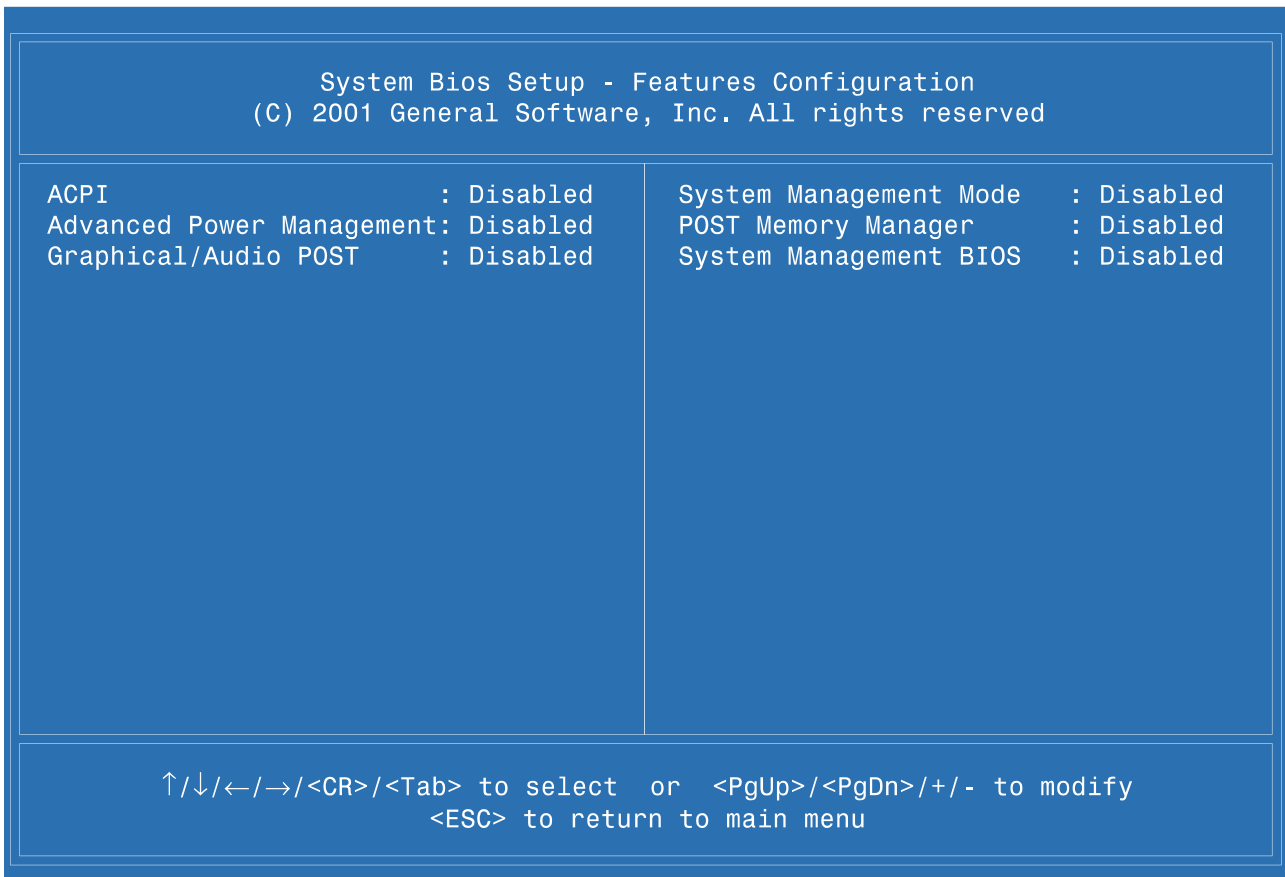 System Bios Setup - Features Configuration
(C) 2001 General Software, Inc. All rights reserved
ACPI : Disabled
Advanced Power Management: Disabled
Graphical/Audio POST : Disabled
System Management Mode : Disabled
POST Memory Manager : Disabled
System Management BIOS : Disabled
↑/↓/←/→/<CR>/<Tab> to select or <PgUp>/<PgDn>/+/- to modify
<ESC> to return to main menu